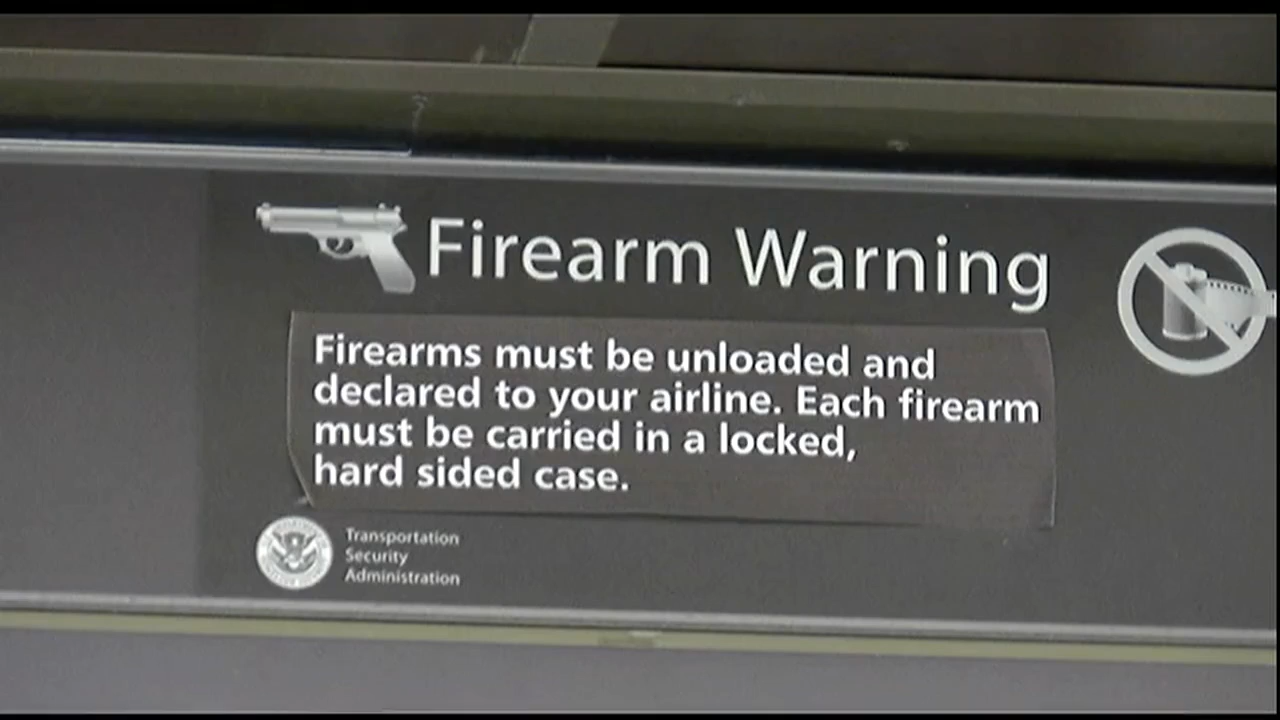 Firearm Warning
Firearms must be unloaded and
declared to your airline. Each firearm
must be carried in a locked,
hard sided case.
Transportation
Security
Administration